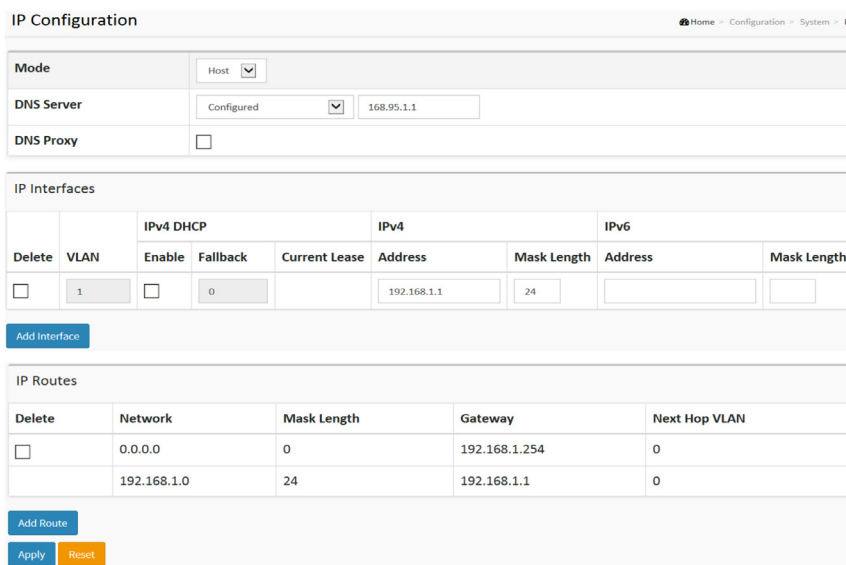 IP Configuration
Home > Configuration > System >
Mode
Host
DNS Server
Configured
168.95.1.1
DNS Proxy
IP Interfaces
IPv4 DHCP IPv4 IPv6
Delete VLAN Enable Fallback Current Lease Address Mask Length Address Mask Length
1 0 192.168.1.1 24
Add Interface
IP Routes
Delete Network Mask Length Gateway Next Hop VLAN
0.0.0.0 0 192.168.1.254 0
192.168.1.0 24 192.168.1.1 0
Add Route
Apply Reset